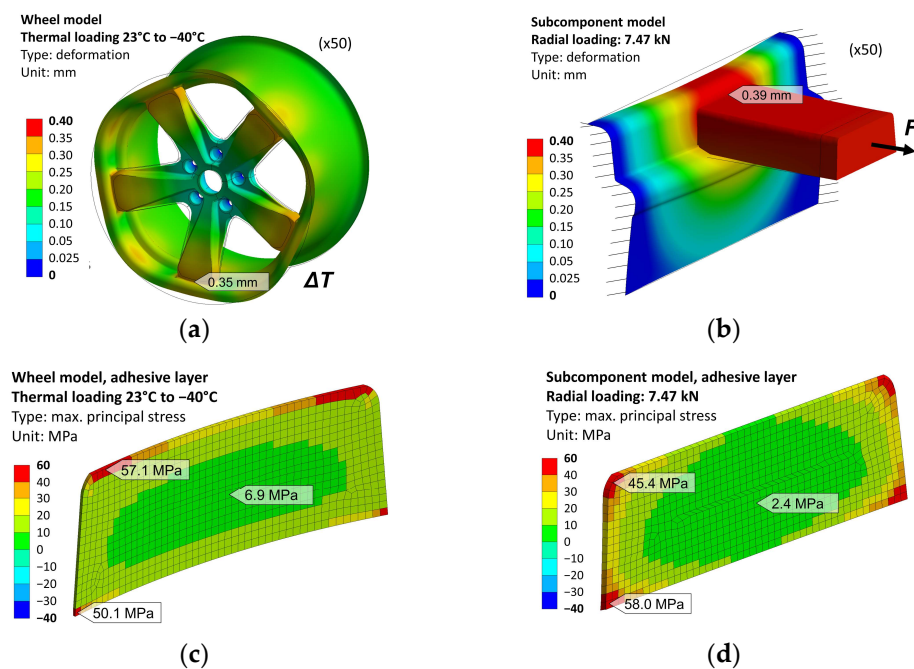 Wheel model
Thermal loading 23°C to −40°C
Type: deformation
Unit: mm
(x50)
0.40
0.35
0.30
0.25
0.20
0.15
0.10
0.05
0.025
0
0.35 mm
ΔT
(a)
Subcomponent model
Radial loading: 7.47 kN
Type: deformation
Unit: mm
(x50)
0.39 mm
F
0.40
0.35
0.30
0.25
0.20
0.15
0.10
0.05
0.025
0
(b)
Wheel model, adhesive layer
Thermal loading 23°C to −40°C
Type: max. principal stress
Unit: MPa
60
50
40
30
20
10
0
−10
−20
−30
−40
57.1 MPa
6.9 MPa
50.1 MPa
(c)
Subcomponent model, adhesive layer
Radial loading: 7.47 kN
Type: max. principal stress
Unit: MPa
60
50
40
30
20
10
0
−10
−20
−30
−40
45.4 MPa
2.4 MPa
58.0 MPa
(d)